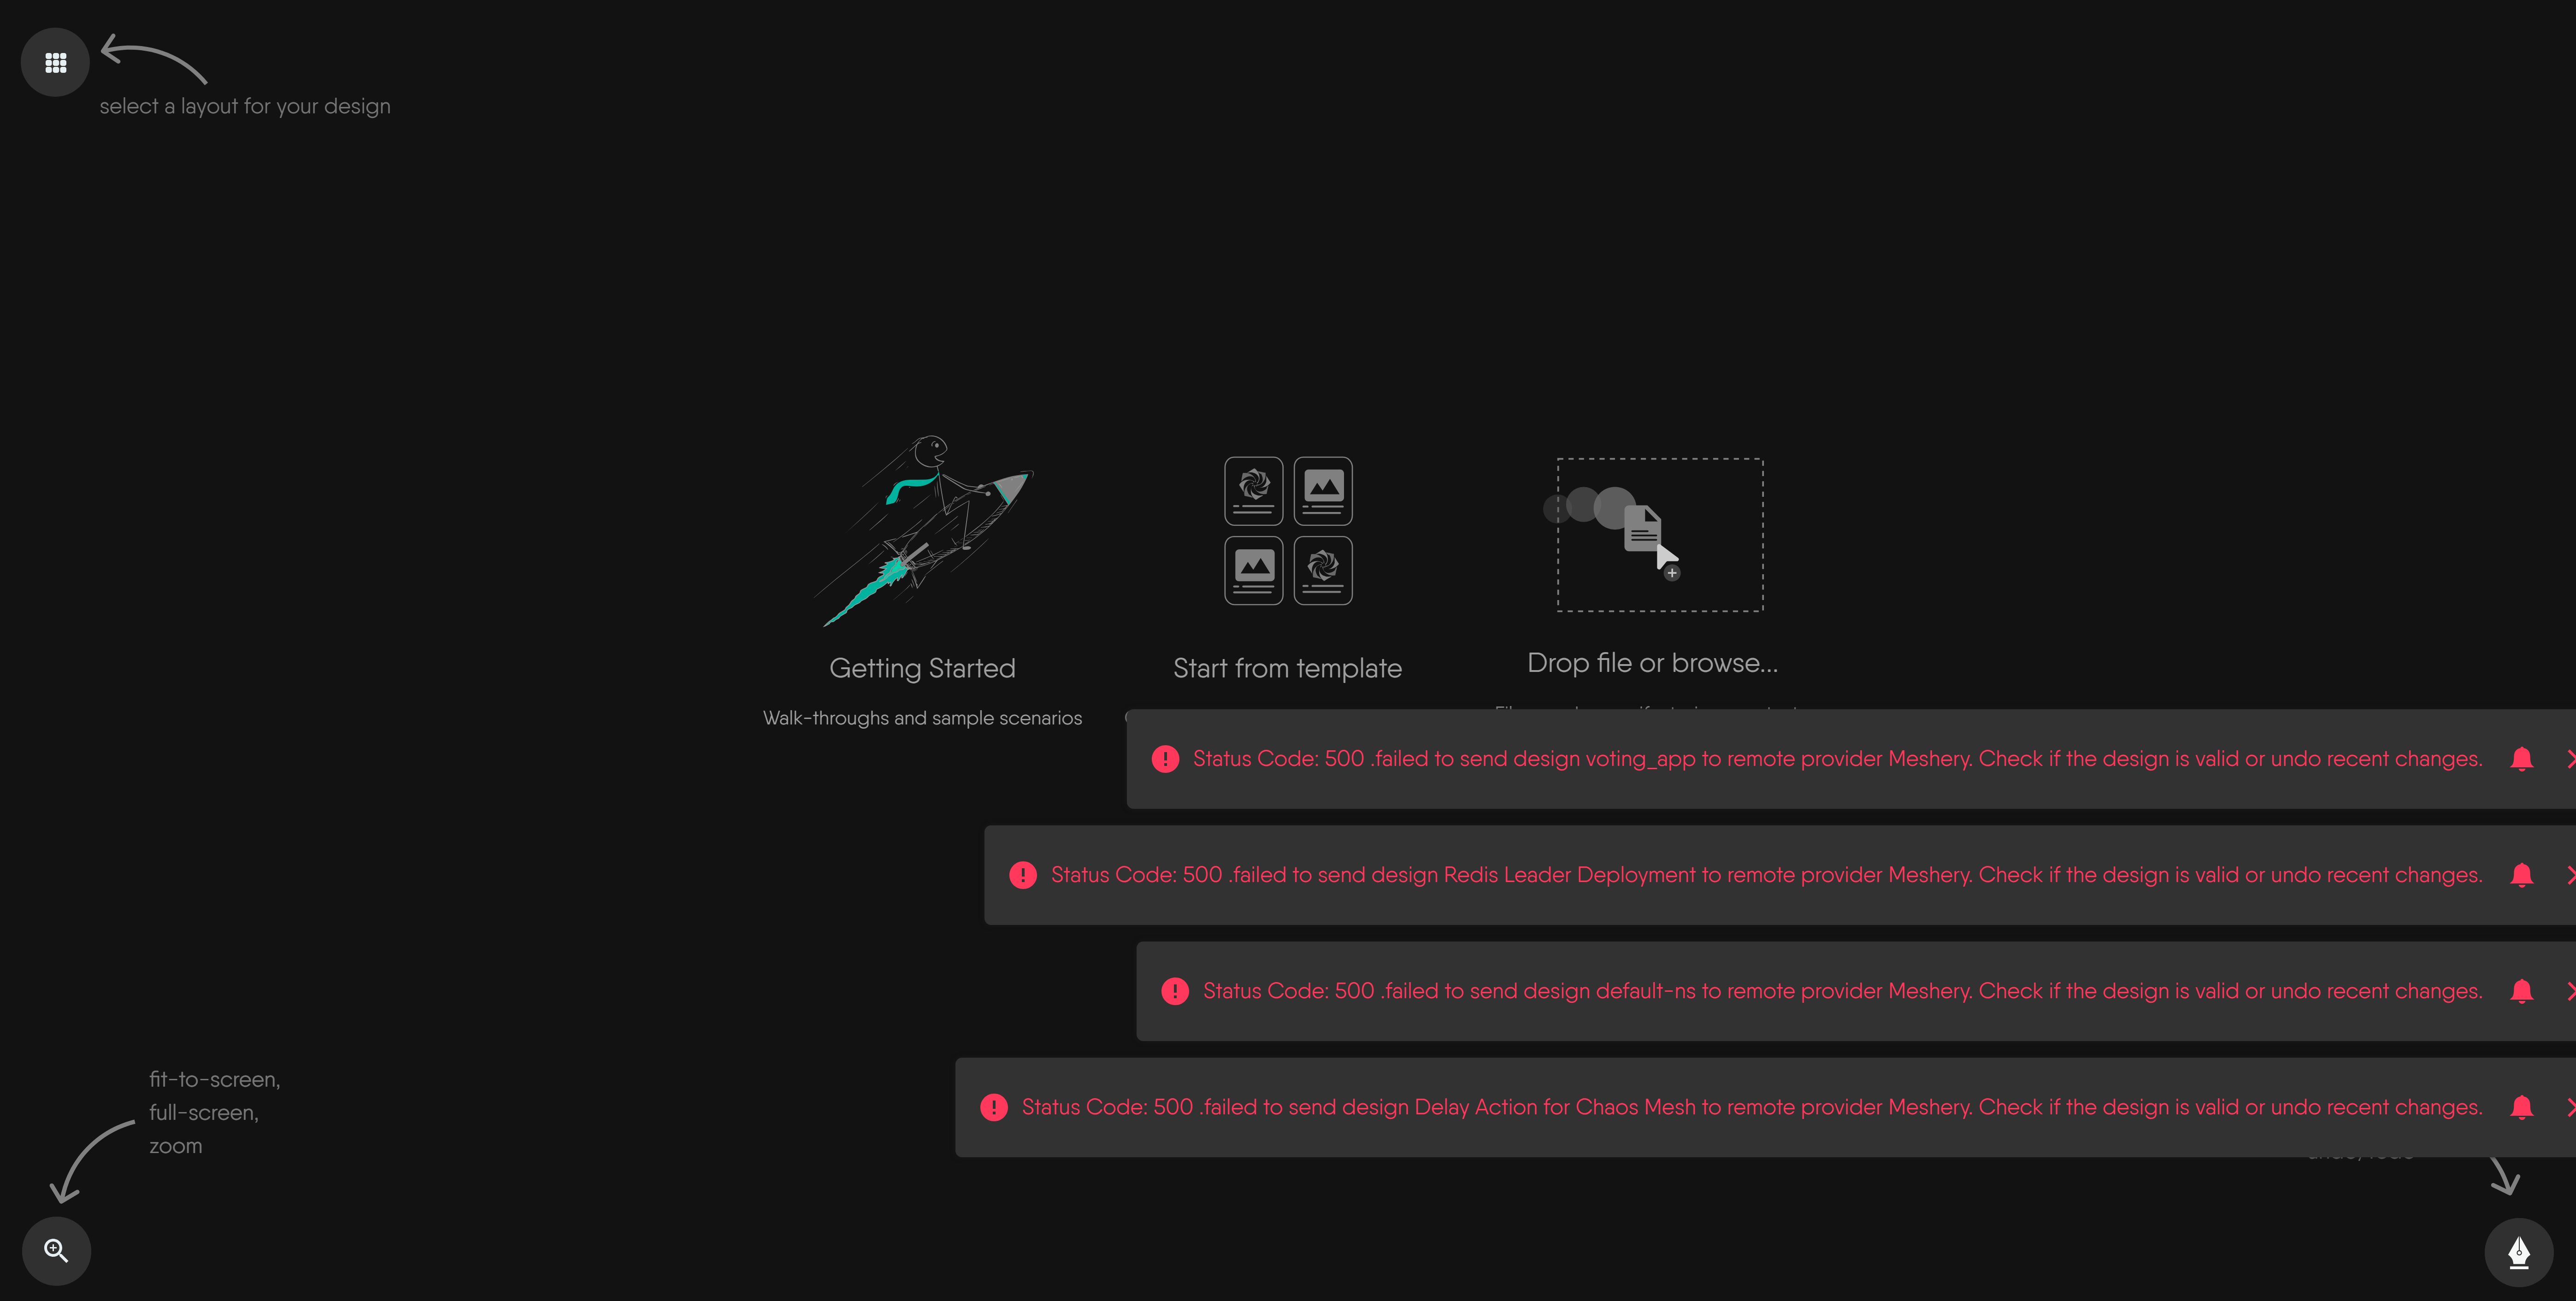 select a layout for your design
Getting Started
Start from template
Drop file or browse...
Walk-throughs and sample scenarios
Status Code: 500 .failed to send design voting_app to remote provider Meshery. Check if the design is valid or undo recent changes.
Status Code: 500 .failed to send design Redis Leader Deployment to remote provider Meshery. Check if the design is valid or undo recent changes.
Status Code: 500 .failed to send design default-ns to remote provider Meshery. Check if the design is valid or undo recent changes.
Status Code: 500 .failed to send design Delay Action for Chaos Mesh to remote provider Meshery. Check if the design is valid or undo recent changes.
fit-to-screen,
full-screen,
zoom